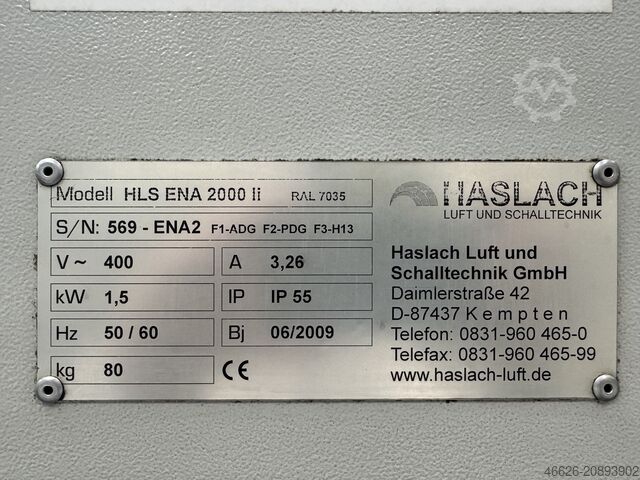 Modell HLS ENA 2000 li RAL 7035
S/N: 569 - ENA2 F1-ADG F2-PDG F3-H13
V ~ 400 A 3,26
kW 1,5 IP IP 55
Hz 50 / 60 Bj 06/2009
kg 80 CE
HASLACH
LUFT UND SCHALLTECHNIK
Haslach Luft und
Schalltechnik GmbH
Daimlerstraße 42
D-87437 Kempten
Telefon: 0831-960 465-0
Telefax: 0831-960 465-99
www.haslach-luft.de
46626-20893902